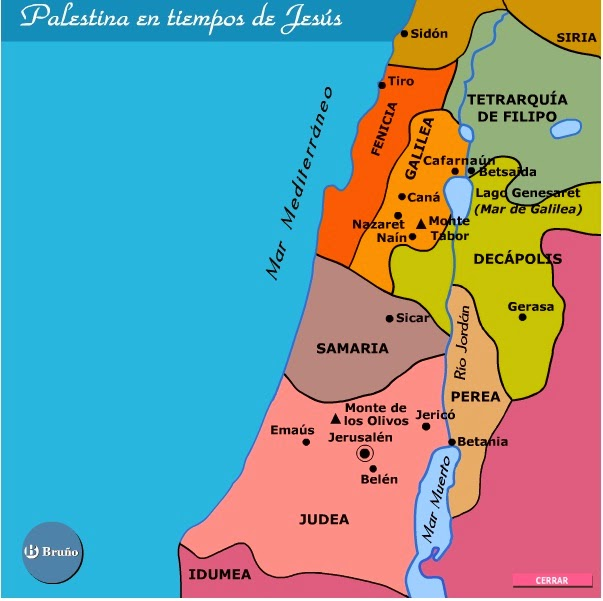 Palestina en tiempos de Jesús
SIRIA
Sidón
Tiro
TETRARQUÍA
DE FILIPO
FENICIA
GALILEA
Mar Mediterráneo
Cafarnaún
Betsaida
Lago Genesaret
(Mar de Galilea)
Caná
Nazaret
Monte
Tabor
Naín
DECÁPOLIS
Gerasa
Sicar
Río Jordán
SAMARIA
PEREA
Monte de
los Olivos
Jericó
Emaús
Jerusalén
Betania
Belén
Mar Muerto
JUDEA
Bruño
IDUMEA
CERRAR